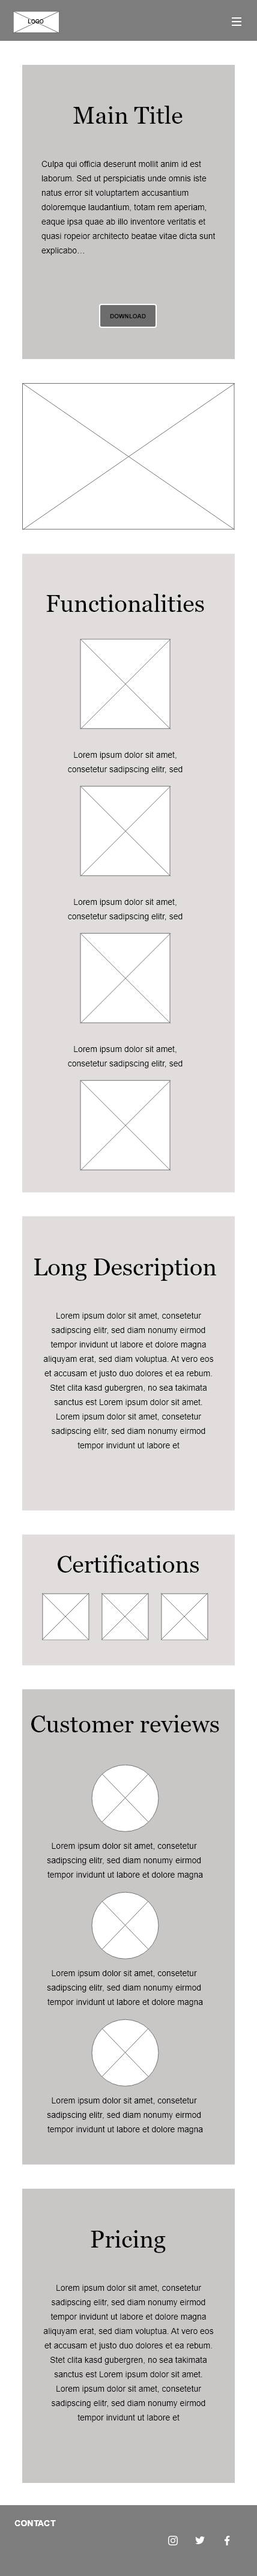 LOGO
Main Title
Culpa qui officia deserunt mollit anim id est
laborum. Sed ut perspiciatis unde omnis iste
natus error sit voluptatem accusantium
doloremque laudantium, totam rem aperiam,
eaque ipsa quae ab illo inventore veritatis et
quasi ropeior architecto beatae vitae dicta sunt
explicabo…
DOWNLOAD
Functionalities
Lorem ipsum dolor sit amet,
consetetur sadipscing elitr, sed
Lorem ipsum dolor sit amet,
consetetur sadipscing elitr, sed
Lorem ipsum dolor sit amet,
consetetur sadipscing elitr, sed
Long Description
Lorem ipsum dolor sit amet, consetetur
sadipscing elitr, sed diam nonumy eirmod
tempor invidunt ut labore et dolore magna
aliquyam erat, sed diam voluptua. At vero eos
et accusam et justo duo dolores et ea rebum.
Stet clita kasd gubergren, no sea takimata
sanctus est Lorem ipsum dolor sit amet.
Lorem ipsum dolor sit amet, consetetur
sadipscing elitr, sed diam nonumy eirmod
tempor invidunt ut labore et
Certifications
Customer reviews
Lorem ipsum dolor sit amet, consetetur
sadipscing elitr, sed diam nonumy eirmod
tempor invidunt ut labore et dolore magna
Lorem ipsum dolor sit amet, consetetur
sadipscing elitr, sed diam nonumy eirmod
tempor invidunt ut labore et dolore magna
Lorem ipsum dolor sit amet, consetetur
sadipscing elitr, sed diam nonumy eirmod
tempor invidunt ut labore et dolore magna
Pricing
Lorem ipsum dolor sit amet, consetetur
sadipscing elitr, sed diam nonumy eirmod
tempor invidunt ut labore et dolore magna
aliquyam erat, sed diam voluptua. At vero eos
et accusam et justo duo dolores et ea rebum.
Stet clita kasd gubergren, no sea takimata
sanctus est Lorem ipsum dolor sit amet.
Lorem ipsum dolor sit amet, consetetur
sadipscing elitr, sed diam nonumy eirmod
tempor invidunt ut labore et
CONTACT